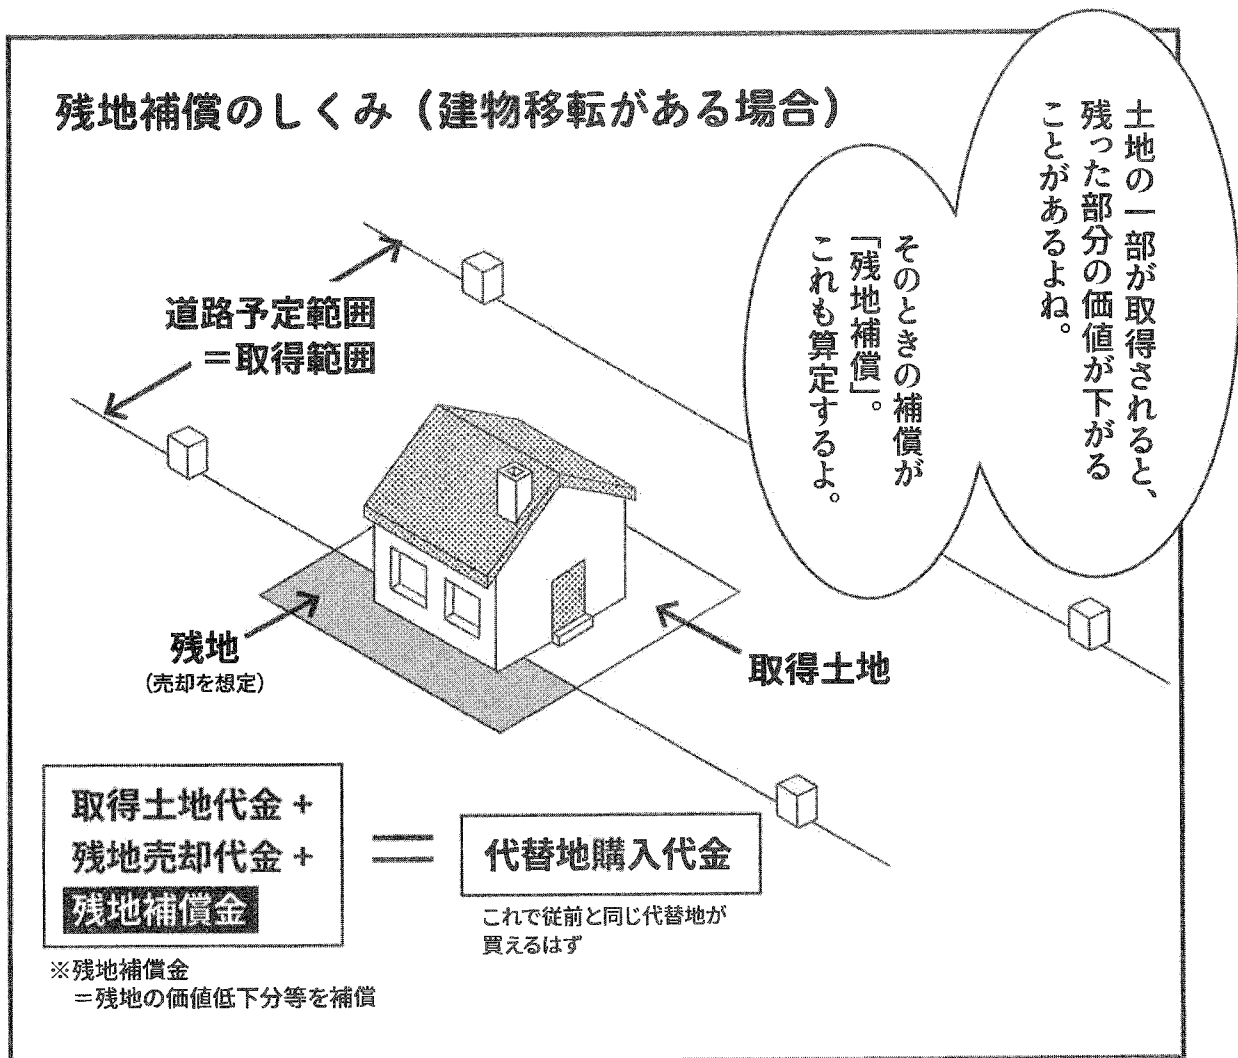 残地補償のしくみ（建物移転がある場合）
土地の一部が取得されると、
残った部分の価値が下がる
ことがあるよね。
そのときの補償が
「残地補償」。
これも算定するよ。
道路予定範囲
＝取得範囲
残地
（売却を想定）
取得土地
取得土地代金＋
残地売却代金＋
残地補償金
＝
代替地購入代金
これで従前と同じ代替地が
買えるはず
※残地補償金
＝残地の価値低下分等を補償